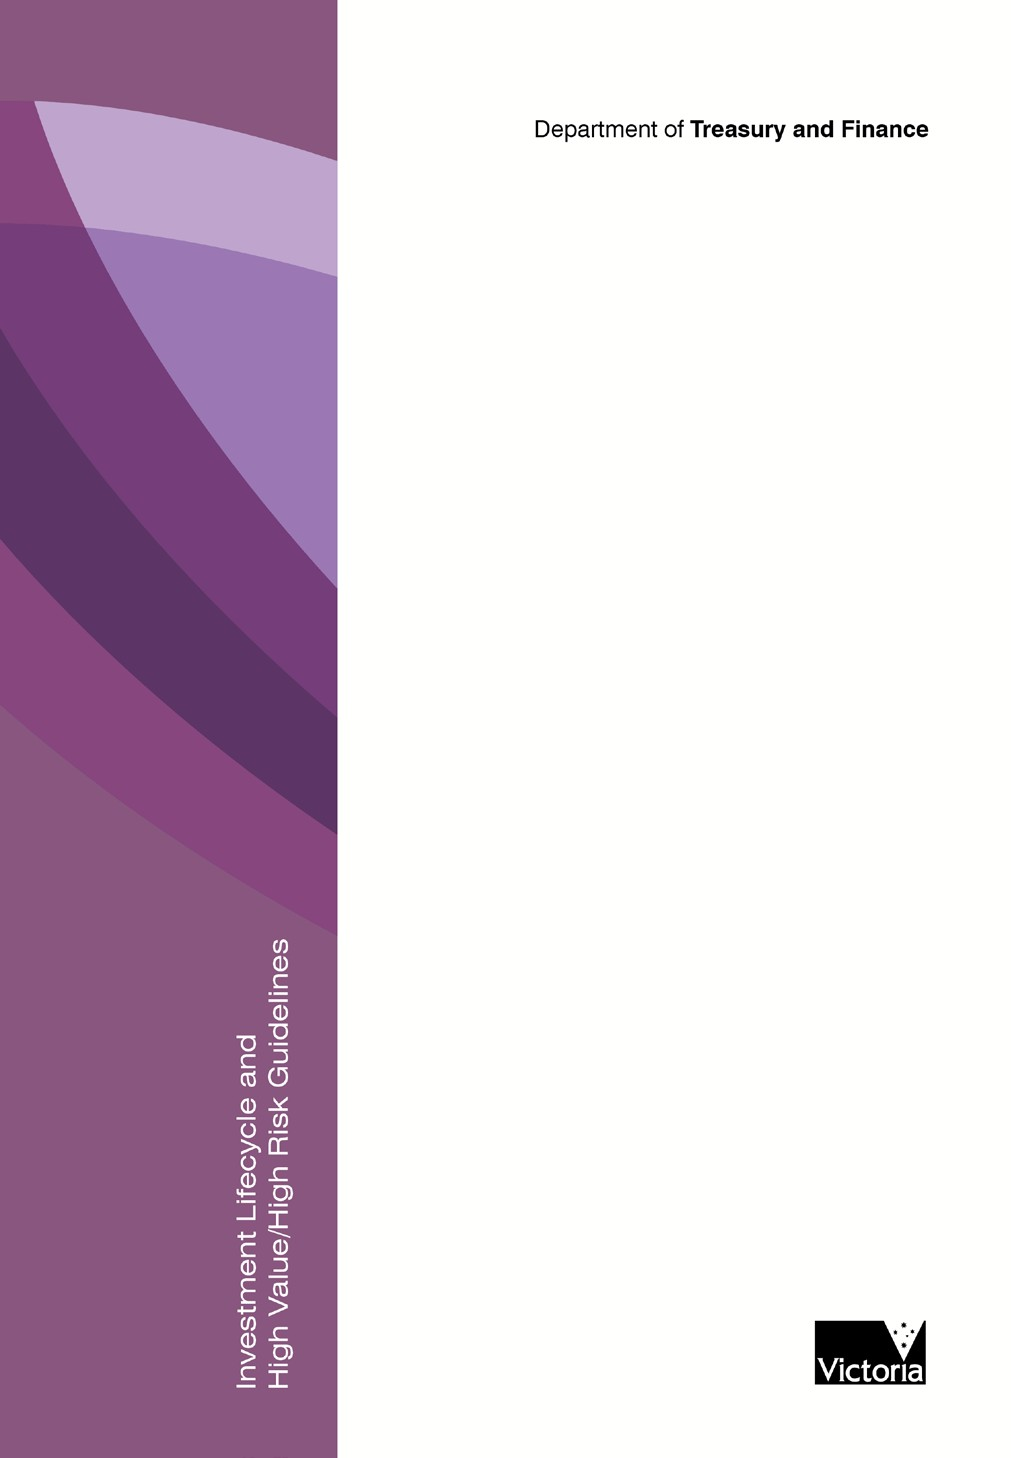 Department of Treasury and Finance
Investment Lifecycle and
High Value/High Risk Guidelines
Victoria